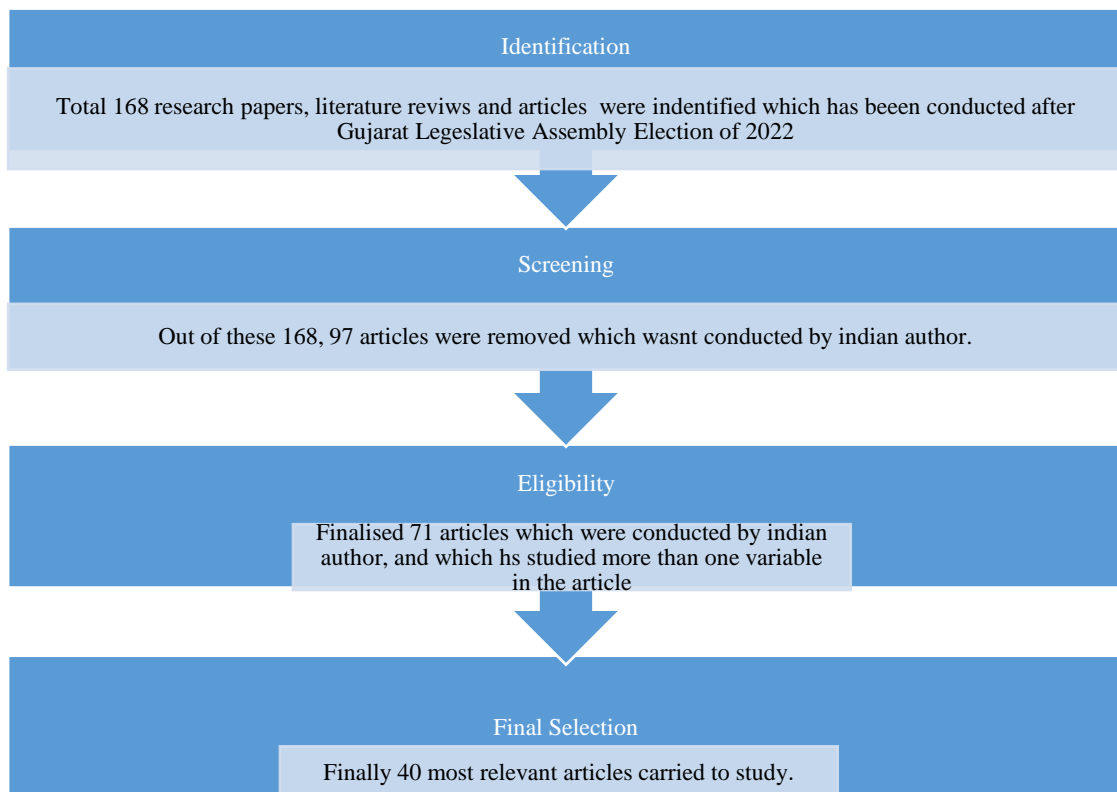 Identification
Total 168 research papers, literature reviws and articles were indentified which has beeen conducted after
Gujarat Legeslative Assembly Election of 2022
Screening
Out of these 168, 97 articles were removed which wasnt conducted by indian author.
Eligibility
Finalised 71 articles which were conducted by indian
author, and which hs studied more than one variable
in the article
Final Selection
Finally 40 most relevant articles carried to study.